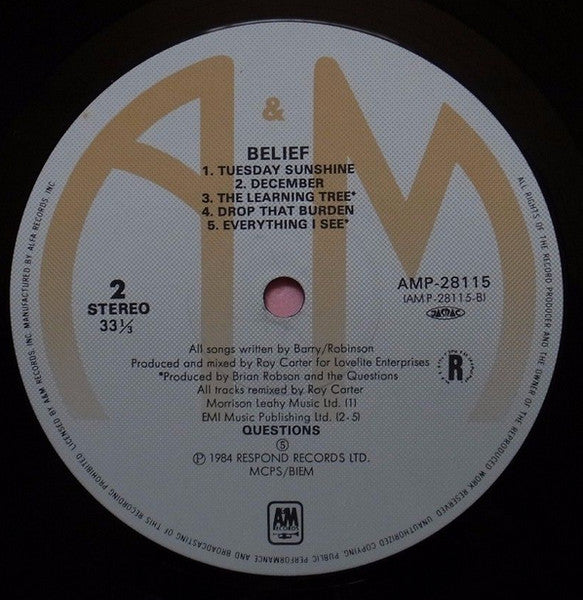 A&M
BELIEF
1. TUESDAY SUNSHINE
2. DECEMBER
3. THE LEARNING TREE*
4. DROP THAT BURDEN
5. EVERYTHING I SEE*
2
STEREO
33⅓
AMP-28115
(AMP-28115-B)
JASRAC
R
All songs written by Barry/Robinson
Produced and mixed by Roy Carter for Lovelite Enterprises
*Produced by Brian Robson and the Questions
All tracks remixed by Roy Carter
Morrison Leahy Music Ltd. (1)
EMI Music Publishing Ltd. (2-5)
QUESTIONS
Ⓢ
℗ 1984 RESPOND RECORDS LTD.
MCPS/BIEM
A&M
RECORDS
ALL RIGHTS OF THE RECORD PRODUCER AND THE OWNER OF THE REPRODUCED WORK RESERVED. UNAUTHORIZED COPYING PUBLIC PERFORMANCE AND BROADCASTING OF THIS RECORDING PROHIBITED. LICENSED BY A&M RECORDS, INC. MANUFACTURED BY ALFA RECORDS, INC.